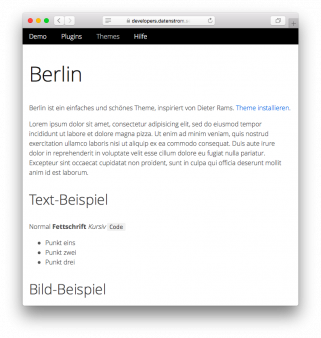 developers.datenstrom.
Demo Plugins Themes Hilfe
Berlin
Berlin ist ein einfaches und schönes Theme, inspiriert von Dieter Rams. Theme installieren.
Lorem ipsum dolor sit amet, consectetur adipisicing elit, sed do eiusmod tempor
incididunt ut labore et dolore magna pizza. Ut enim ad minim veniam, quis nostrud
exercitation ullamco laboris nisi ut aliquip ex ea commodo consequat. Duis aute irure
dolor in reprehenderit in voluptate velit esse cillum dolore eu fugiat nulla pariatur.
Excepteur sint occaecat cupidatat non proident, sunt in culpa qui officia deserunt mollit
anim id est laborum.
Text-Beispiel
Normal Fettschrift Kursiv Code
Punkt eins
Punkt zwei
Punkt drei
Bild-Beispiel